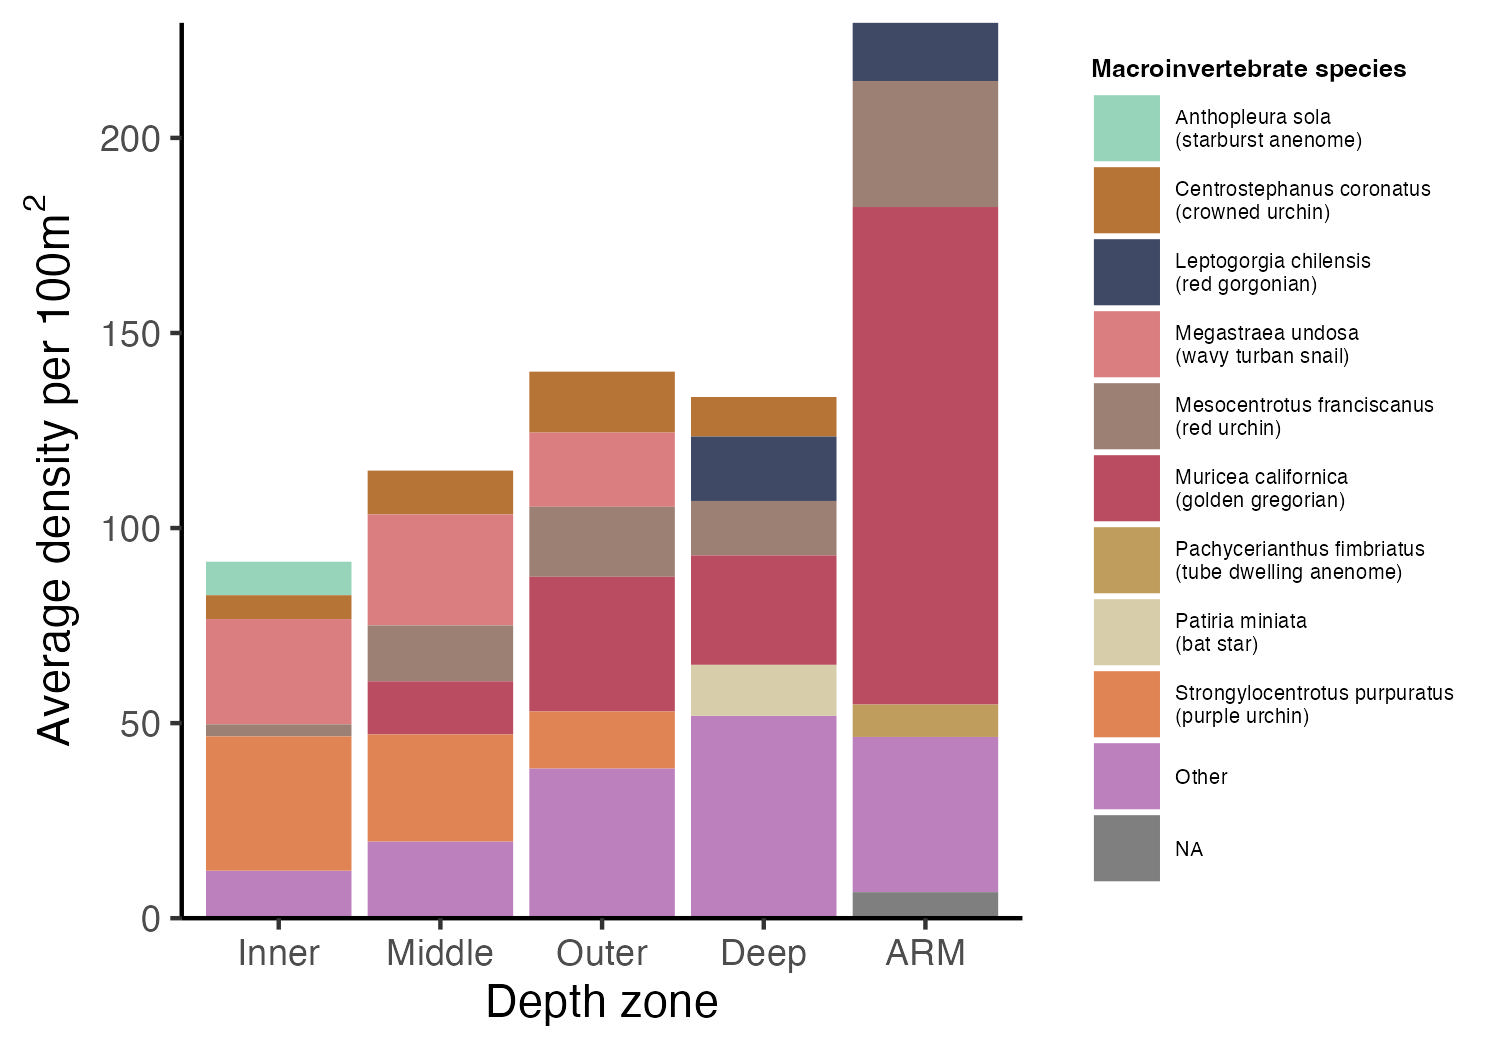 Average density per 100m²
200
150
100
50
0
Inner Middle Outer Deep ARM
Depth zone
Macroinvertebrate species
Anthopleura sola
(starburst anenome)
Centrostephanus coronatus
(crowned urchin)
Leptogorgia chilensis
(red gorgonian)
Megastraea undosa
(wavy turban snail)
Mesocentrotus franciscanus
(red urchin)
Muricea californica
(golden gregorian)
Pachycerianthus fimbriatus
(tube dwelling anenome)
Patiria miniata
(bat star)
Strongylocentrotus purpuratus
(purple urchin)
Other
NA